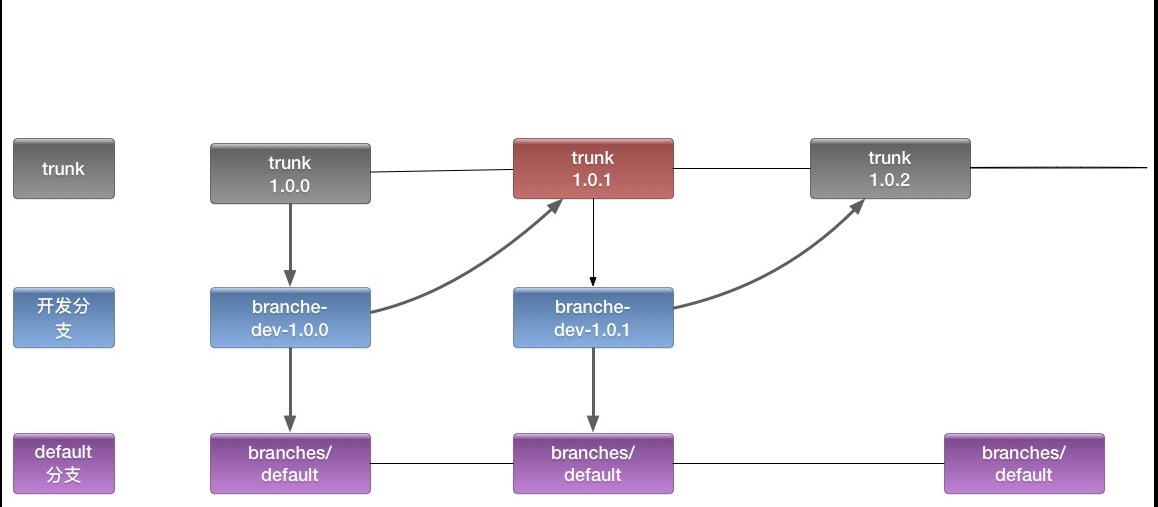 trunk
trunk
1.0.0
trunk
1.0.1
trunk
1.0.2
开发分
支
branche-
dev-1.0.0
branche-
dev-1.0.1
default
分支
branches/
default
branches/
default
branches/
default